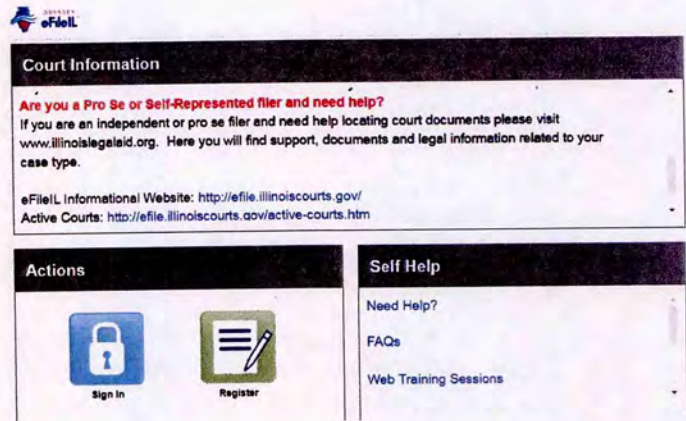 ODYSSEY
eFileIL
Court Information
Are you a Pro Se or Self-Represented filer and need help?
If you are an independent or pro se filer and need help locating court documents please visit
www.illinoislegalaid.org. Here you will find support, documents and legal information related to your
case type.
eFileIL Informational Website: http://efile.illinoiscourts.gov/
Active Courts: http://efile.illinoiscourts.gov/active-courts.htm
Actions
Sign In
Register
Self Help
Need Help?
FAQs
Web Training Sessions